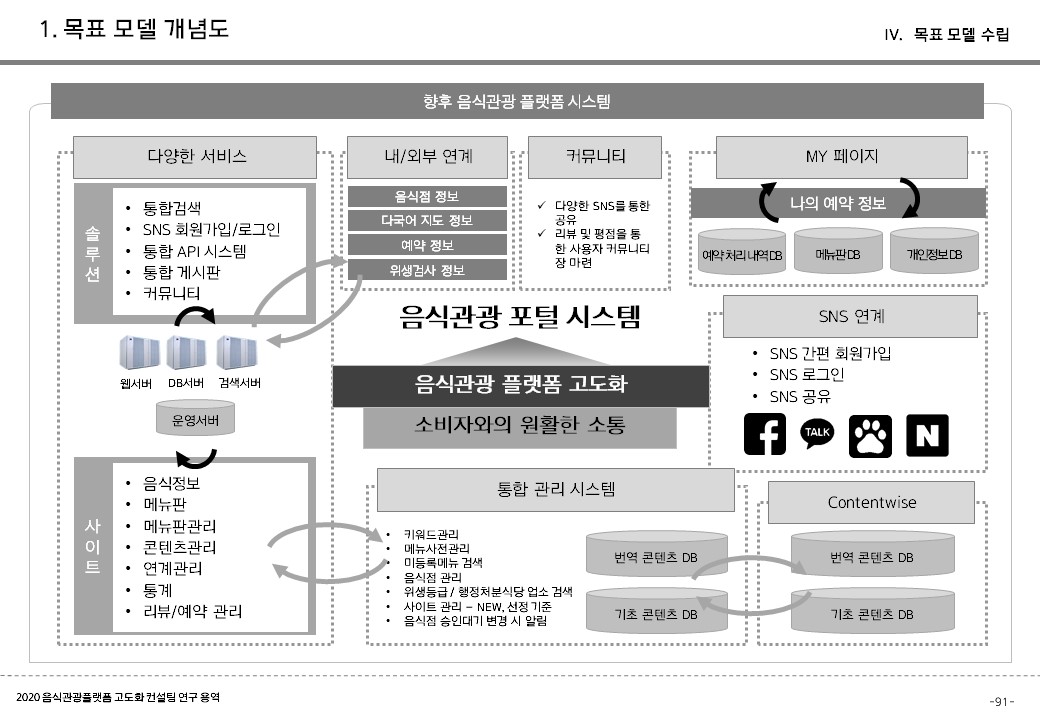 1. 목표 모델 개념도
IV. 목표 모델 수립
향후 음식관광 플랫폼 시스템
다양한 서비스
솔루션
• 통합검색
• SNS 회원가입/로그인
• 통합 API 시스템
• 통합 게시판
• 커뮤니티
웹서버
DB서버
검색서버
운영서버
사이트
• 음식정보
• 메뉴판
• 메뉴판관리
• 콘텐츠관리
• 연계관리
• 통계
• 리뷰/예약 관리
내/외부 연계
음식점 정보
다국어 지도 정보
예약 정보
위생검사 정보
커뮤니티
✓ 다양한 SNS를 통한
공유
✓ 리뷰 및 평점을 통
한 사용자 커뮤니티
장 마련
MY 페이지
나의 예약 정보
예약 처리 내역 DB
메뉴판 DB
개인정보 DB
음식관광 포털 시스템
음식관광 플랫폼 고도화
소비자와의 원활한 소통
SNS 연계
• SNS 간편 회원가입
• SNS 로그인
• SNS 공유
f
TALK
N
통합 관리 시스템
• 키워드관리
• 메뉴사전관리
• 미등록메뉴 검색
• 음식점 관리
• 위생등급 / 행정처분식당 업소 검색
• 사이트 관리 – NEW, 선정 기준
• 음식점 승인대기 변경 시 알림
번역 콘텐츠 DB
기초 콘텐츠 DB
Contentwise
번역 콘텐츠 DB
기초 콘텐츠 DB
2020 음식관광플랫폼 고도화 컨설팅 연구 용역
-91-